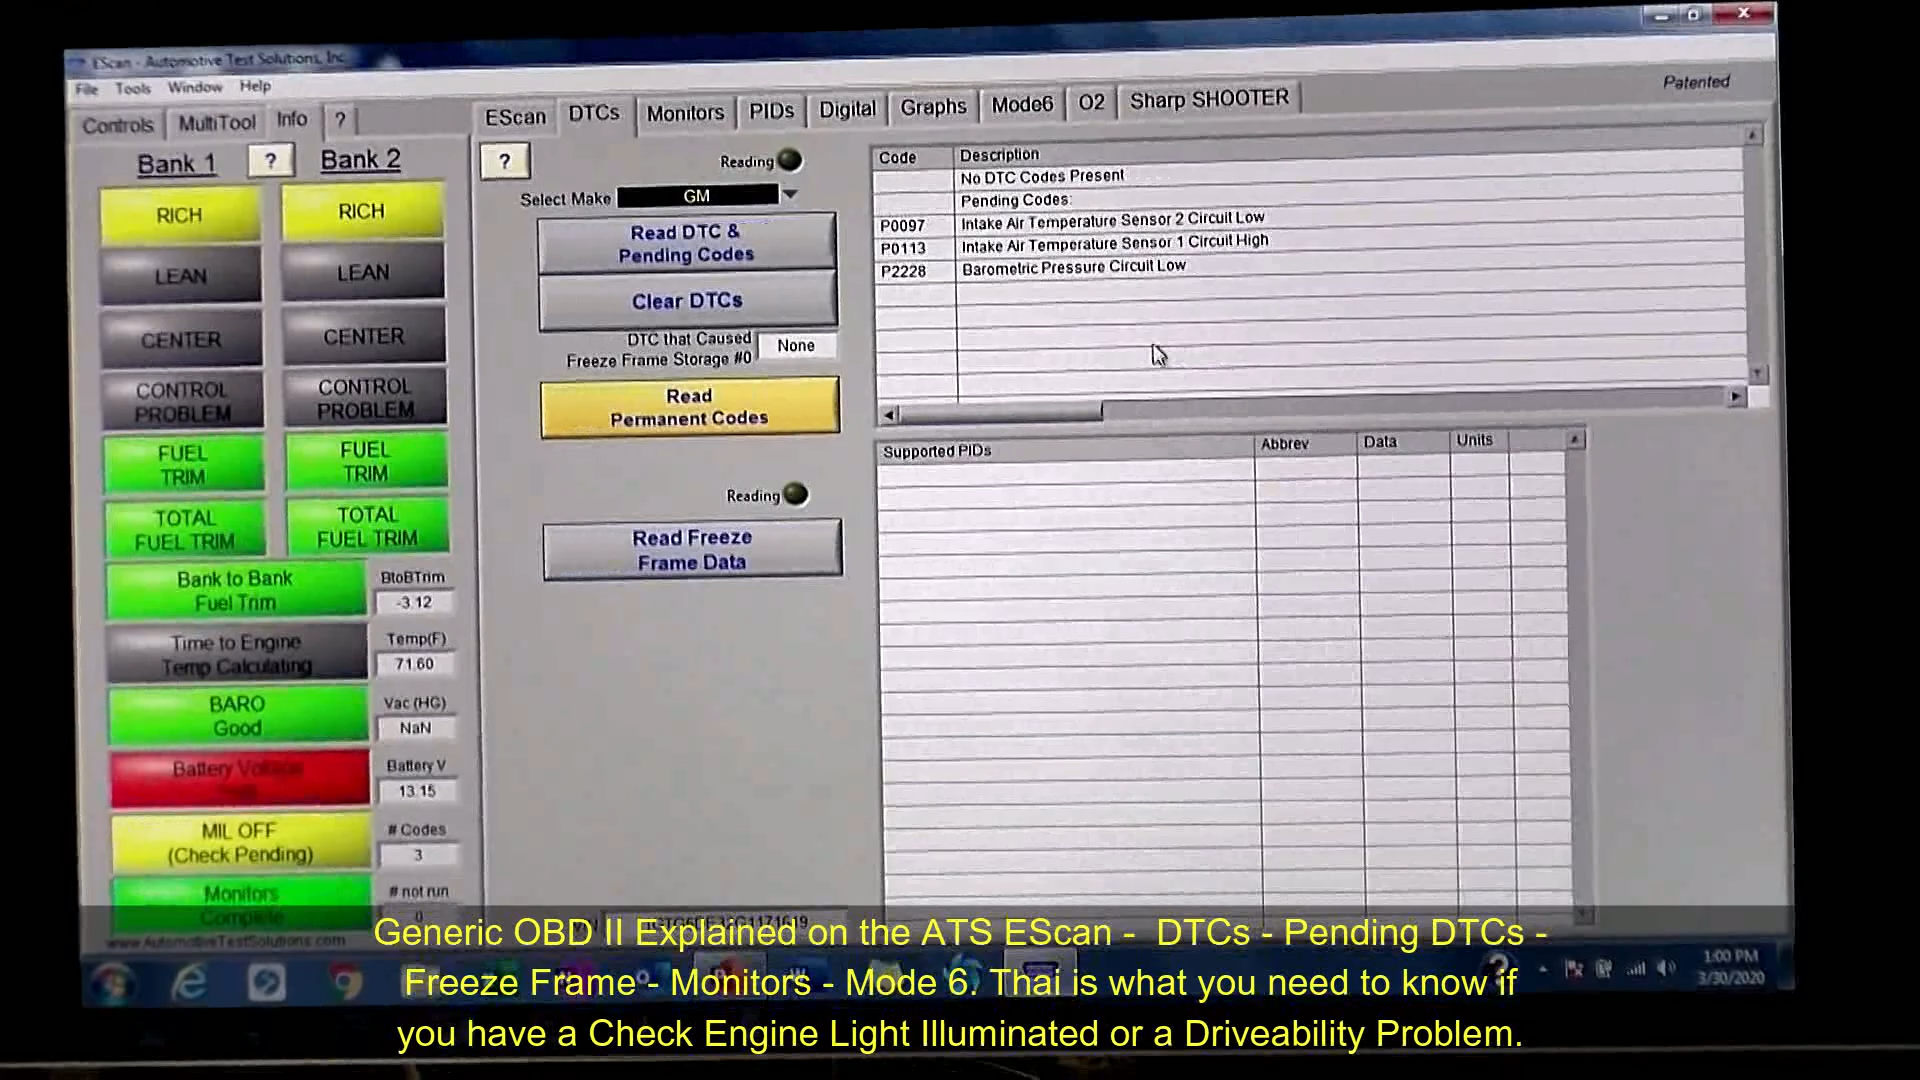 EScan - Automotive Test Solutions, Inc
File Tools Window Help
Patented
Controls MultiTool Info ?
EScan DTCs Monitors PIDs Digital Graphs Mode6 O2 Sharp SHOOTER
Bank 1 ? Bank 2
RICH RICH
LEAN LEAN
CENTER CENTER
CONTROL
PROBLEM
CONTROL
PROBLEM
FUEL
TRIM
FUEL
TRIM
TOTAL
FUEL TRIM
TOTAL
FUEL TRIM
Bank to Bank
Fuel Trim
BtoBTrim
-3.12
Time to Engine
Temp Calculating
Temp(F)
71.60
BARO
Good
Vac (HG)
NaN
Battery Voltage
Battery V
13.15
MIL OFF
(Check Pending)
# Codes
3
Monitors
Complete
# not run
0
www.AutomotiveTestSolutions.com
?
Reading
Select Make GM
Read DTC &
Pending Codes
Clear DTCs
DTC that Caused
Freeze Frame Storage #0
None
Read
Permanent Codes
Reading
Read Freeze
Frame Data
Code Description
No DTC Codes Present
Pending Codes:
P0097 Intake Air Temperature Sensor 2 Circuit Low
P0113 Intake Air Temperature Sensor 1 Circuit High
P2228 Barometric Pressure Circuit Low
Supported PIDs Abbrev Data Units
1:00 PM
3/30/2020
Generic OBD II Explained on the ATS EScan - DTCs - Pending DTCs -
Freeze Frame - Monitors - Mode 6. Thai is what you need to know if
you have a Check Engine Light Illuminated or a Driveability Problem.